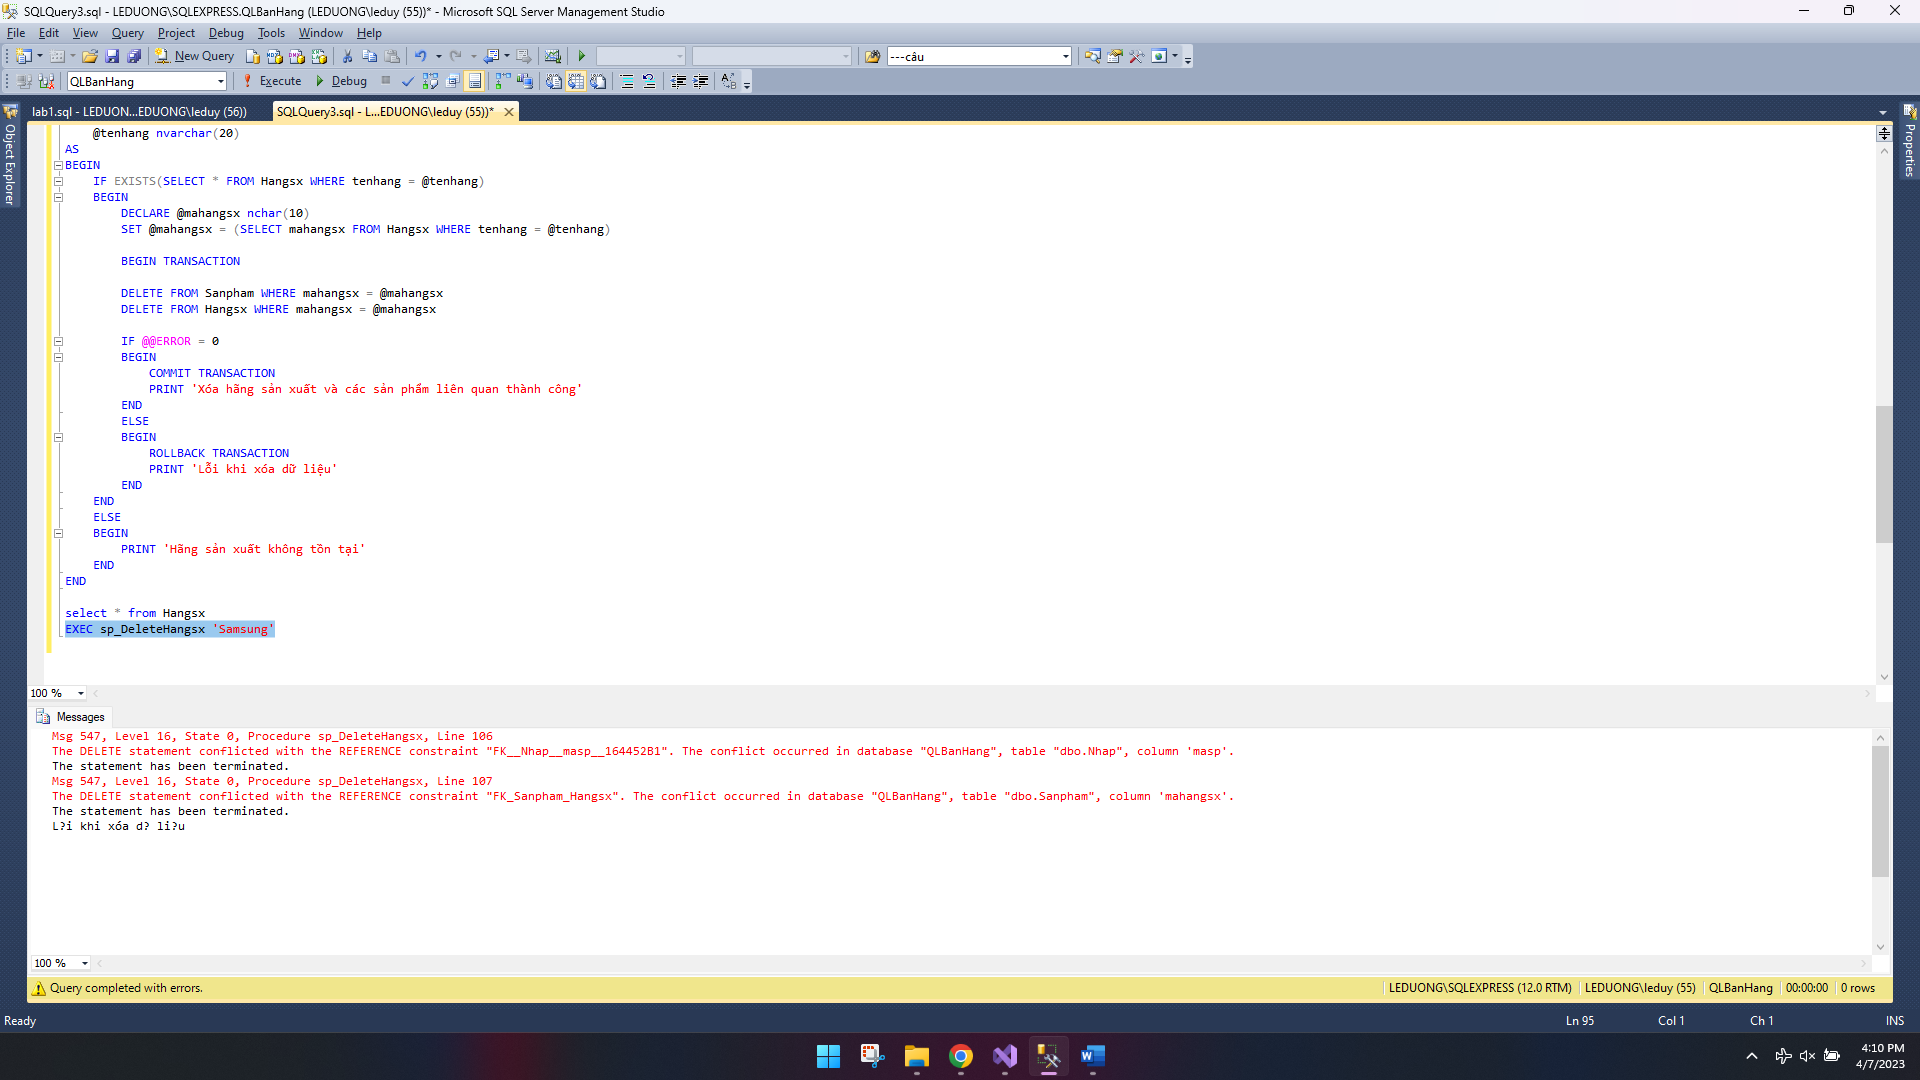 SQLQuery3.sql - LEDUONG\SQLEXPRESS.QLBanHang (LEDUONG\leduy (55))* - Microsoft SQL Server Management Studio
File Edit View Query Project Debug Tools Window Help
New Query ---câu
QLBanHang Execute Debug
lab1.sql - LEDUON...EDUONG\leduy (56)) SQLQuery3.sql - L...EDUONG\leduy (55))*
Object Explorer
Properties
@tenhang nvarchar(20)
AS
BEGIN
IF EXISTS(SELECT * FROM Hangsx WHERE tenhang = @tenhang)
BEGIN
DECLARE @mahangsx nchar(10)
SET @mahangsx = (SELECT mahangsx FROM Hangsx WHERE tenhang = @tenhang)
BEGIN TRANSACTION
DELETE FROM Sanpham WHERE mahangsx = @mahangsx
DELETE FROM Hangsx WHERE mahangsx = @mahangsx
IF @@ERROR = 0
BEGIN
COMMIT TRANSACTION
PRINT 'Xóa hãng sản xuất và các sản phẩm liên quan thành công'
END
ELSE
BEGIN
ROLLBACK TRANSACTION
PRINT 'Lỗi khi xóa dữ liệu'
END
END
ELSE
BEGIN
PRINT 'Hãng sản xuất không tồn tại'
END
END
select * from Hangsx
EXEC sp_DeleteHangsx 'Samsung'
100 %
Messages
Msg 547, Level 16, State 0, Procedure sp_DeleteHangsx, Line 106
The DELETE statement conflicted with the REFERENCE constraint "FK__Nhap__masp__164452B1". The conflict occurred in database "QLBanHang", table "dbo.Nhap", column 'masp'.
The statement has been terminated.
Msg 547, Level 16, State 0, Procedure sp_DeleteHangsx, Line 107
The DELETE statement conflicted with the REFERENCE constraint "FK_Sanpham_Hangsx". The conflict occurred in database "QLBanHang", table "dbo.Sanpham", column 'mahangsx'.
The statement has been terminated.
L?i khi xóa d? li?u
100 %
Query completed with errors. LEDUONG\SQLEXPRESS (12.0 RTM) LEDUONG\leduy (55) QLBanHang 00:00:00 0 rows
Ready Ln 95 Col 1 Ch 1 INS
4:10 PM
4/7/2023